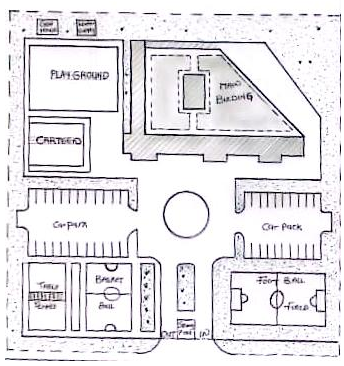 PLAY GROUND
MAIN
BUILDING
CANTEEN
Car park
Car park
TABLE
TENNIS
BASKET
BALL
FOOT BALL
FIELD
OUT
IN